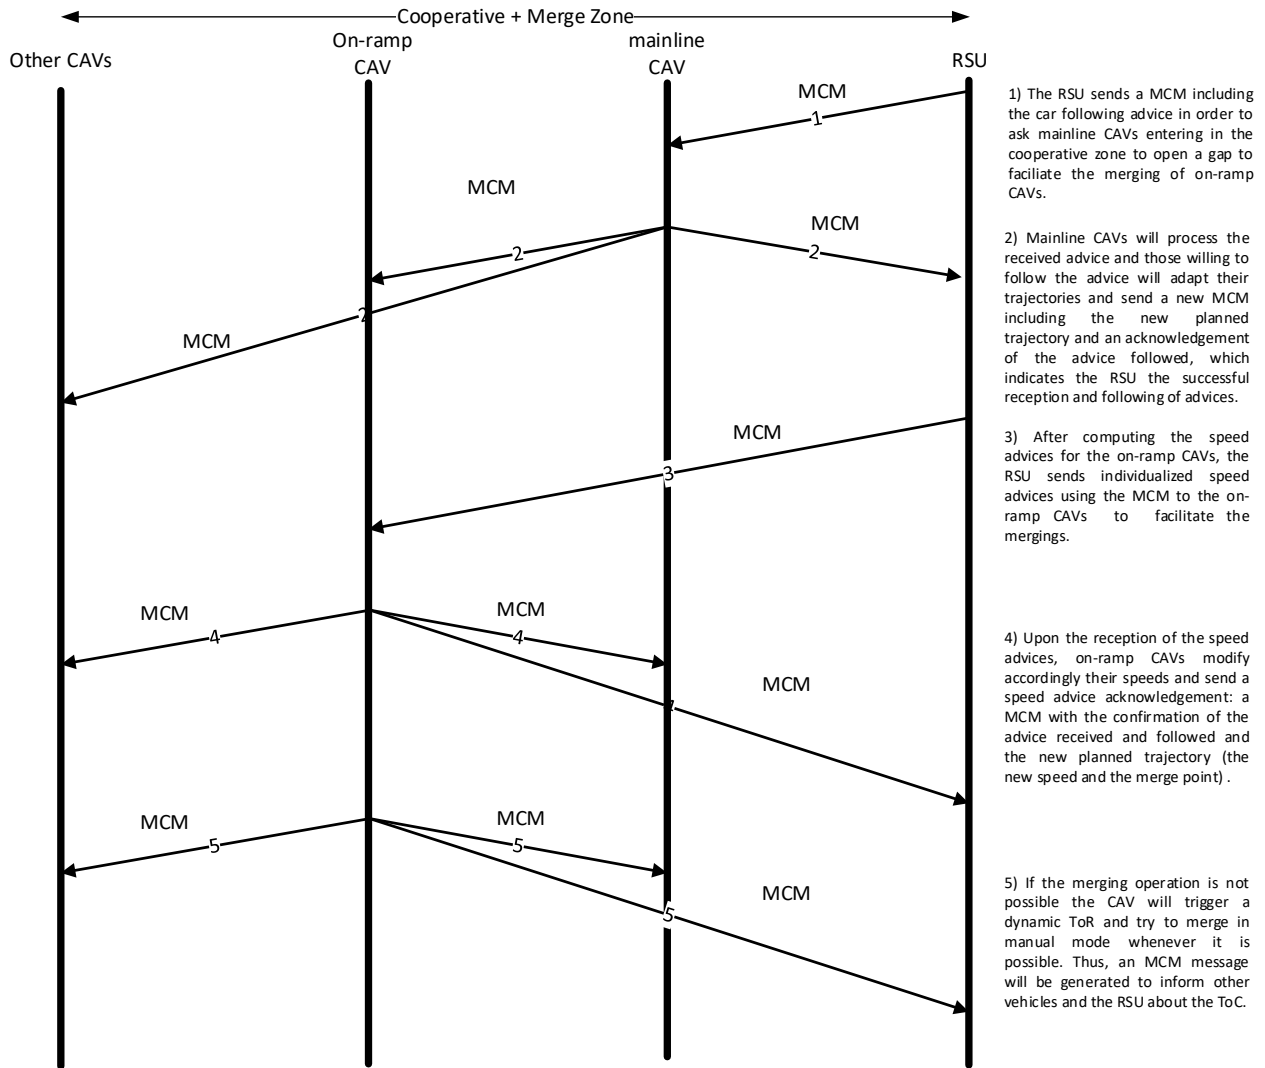 Cooperative + Merge Zone
Other CAVs
On-ramp
CAV
mainline
CAV
RSU
MCM
1
1) The RSU sends a MCM including
the car following advice in order to
ask mainline CAVs entering in the
cooperative zone to open a gap to
faciliate the merging of on-ramp
CAVs.
MCM
2
MCM
2
MCM
2
2) Mainline CAVs will process the
received advice and those willing to
follow the advice will adapt their
trajectories and send a new MCM
including the new planned
trajectory and an acknowledgement
of the advice followed, which
indicates the RSU the successful
reception and following of advices.
MCM
3
3) After computing the speed
advices for the on-ramp CAVs, the
RSU sends individualized speed
advices using the MCM to the on-
ramp CAVs to facilitate the
mergings.
MCM
4
MCM
4
MCM
4
4) Upon the reception of the speed
advices, on-ramp CAVs modify
accordingly their speeds and send a
speed advice acknowledgement: a
MCM with the confirmation of the
advice received and followed and
the new planned trajectory (the
new speed and the merge point) .
MCM
5
MCM
5
MCM
5
5) If the merging operation is not
possible the CAV will trigger a
dynamic ToR and try to merge in
manual mode whenever it is
possible. Thus, an MCM message
will be generated to inform other
vehicles and the RSU about the ToC.